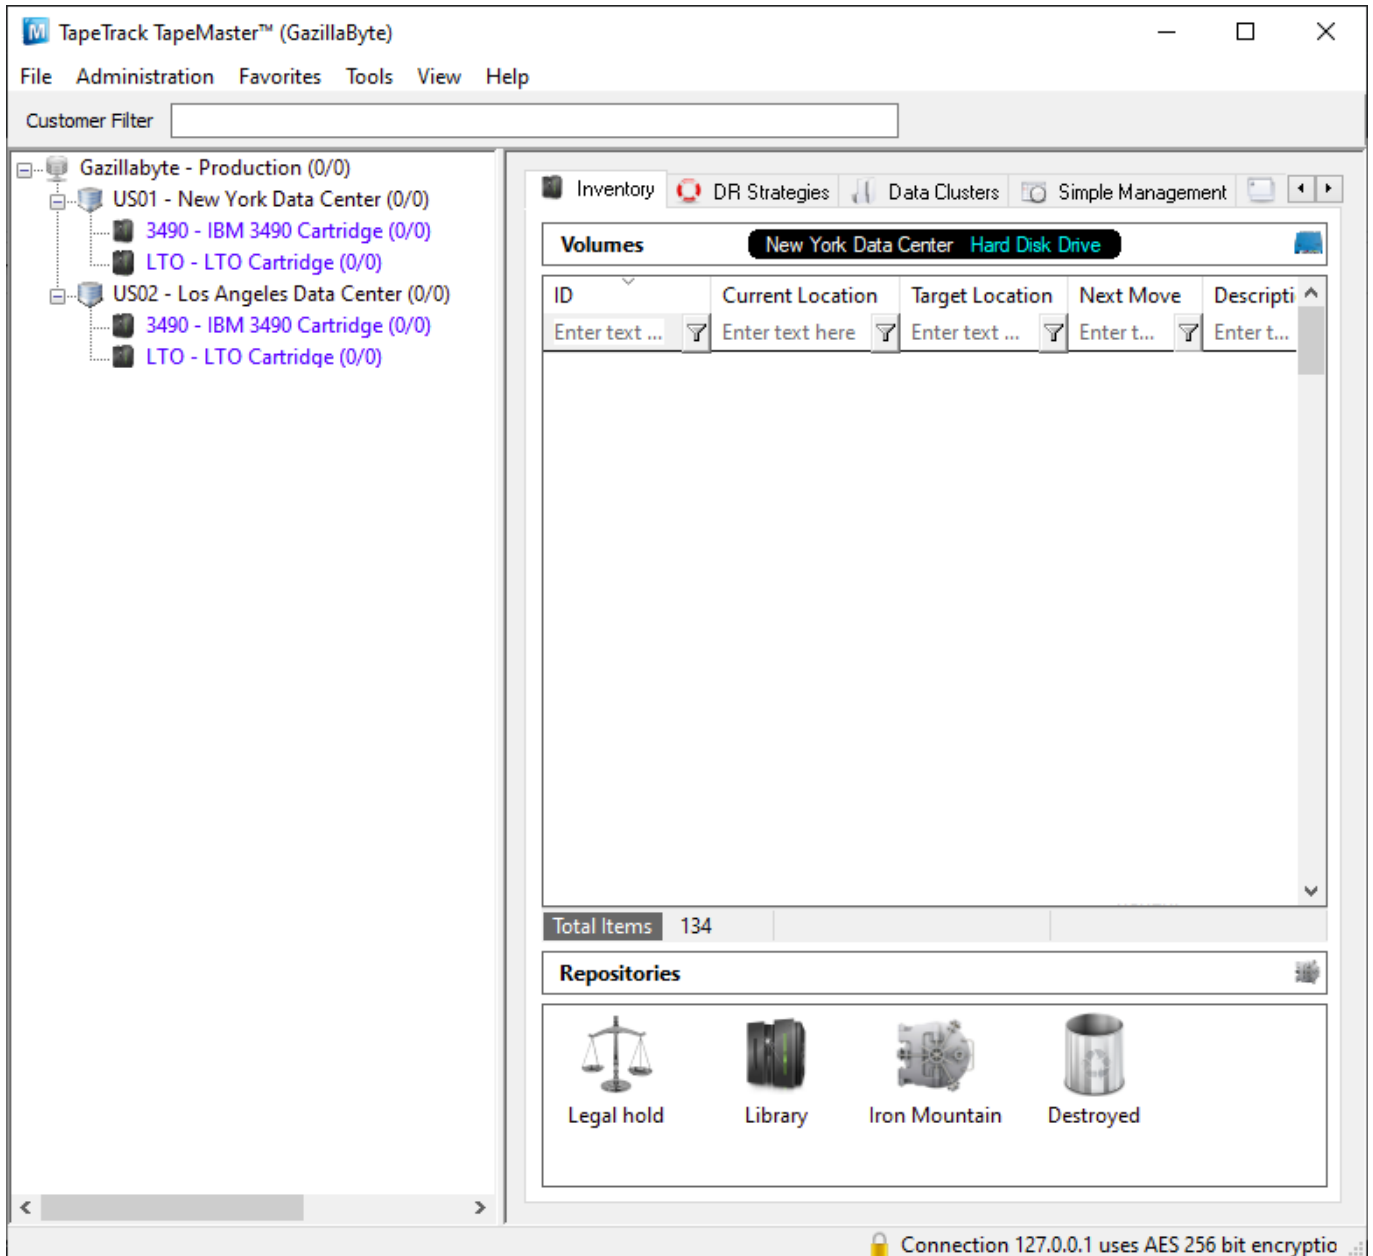 TapeTrack TapeMaster™ (GazillaByte)
File Administration Favorites Tools View Help
Customer Filter
Gazillabyte - Production (0/0)
US01 - New York Data Center (0/0)
3490 - IBM 3490 Cartridge (0/0)
LTO - LTO Cartridge (0/0)
US02 - Los Angeles Data Center (0/0)
3490 - IBM 3490 Cartridge (0/0)
LTO - LTO Cartridge (0/0)
Inventory DR Strategies Data Clusters Simple Management
Volumes New York Data Center Hard Disk Drive
ID Current Location Target Location Next Move Descripti
Enter text ... Enter text here Enter text ... Enter t... Enter t...
Total Items 134
Repositories
Legal hold Library Iron Mountain Destroyed
Connection 127.0.0.1 uses AES 256 bit encryptio